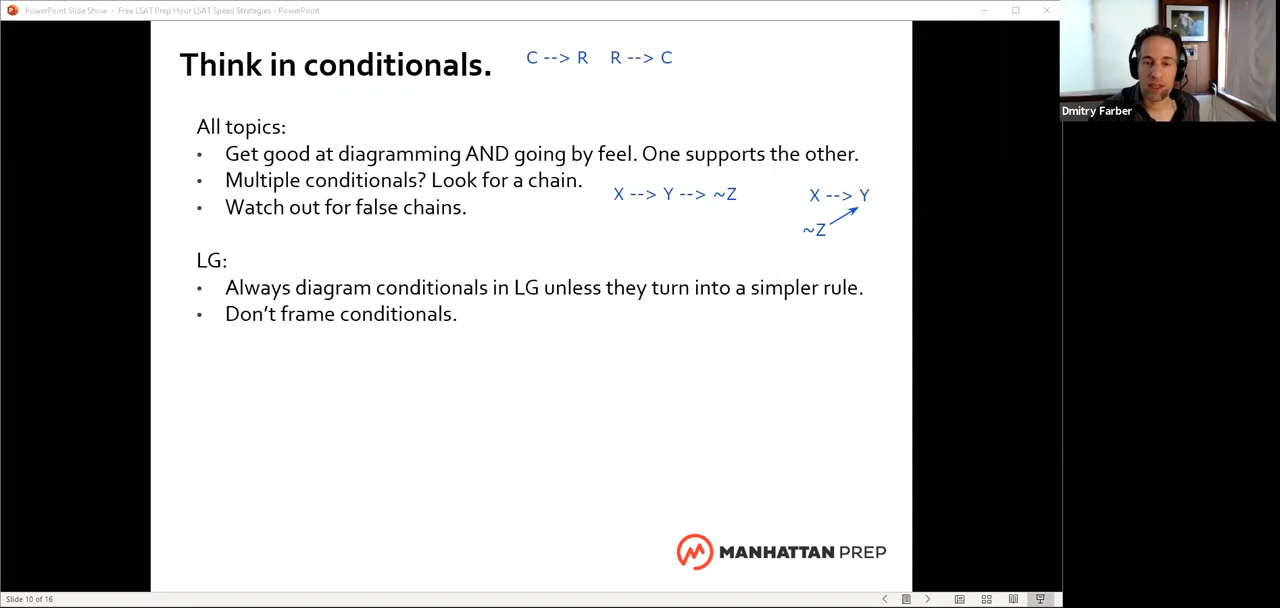 PowerPoint Slide Show - Free LSAT Prep Hour LSAT Speed Strategies - PowerPoint
Think in conditionals. C --> R R --> C
Dmitry Farber
All topics:
• Get good at diagramming AND going by feel. One supports the other.
• Multiple conditionals? Look for a chain. X --> Y --> ~Z X --> Y
• Watch out for false chains.
~Z
LG:
• Always diagram conditionals in LG unless they turn into a simpler rule.
• Don't frame conditionals.
MANHATTAN PREP
Slide 10 of 16